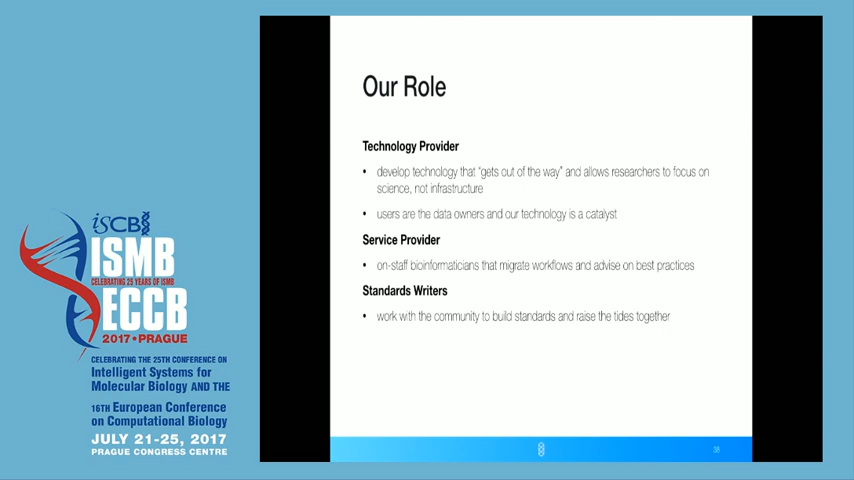 Our Role
Technology Provider
• develop technology that “gets out of the way” and allows researchers to focus on
science, not infrastructure
• users are the data owners and our technology is a catalyst
Service Provider
• on-staff bioinformaticians that migrate workflows and advise on best practices
Standards Writers
• work with the community to build standards and raise the tides together
38
iSCB
ISMB
CELEBRATING 25 YEARS OF ISMB
ECCB
2017 • PRAGUE
CELEBRATING THE 25TH CONFERENCE ON
Intelligent Systems for
Molecular Biology AND THE
16TH European Conference
on Computational Biology
JULY 21-25, 2017
PRAGUE CONGRESS CENTRE